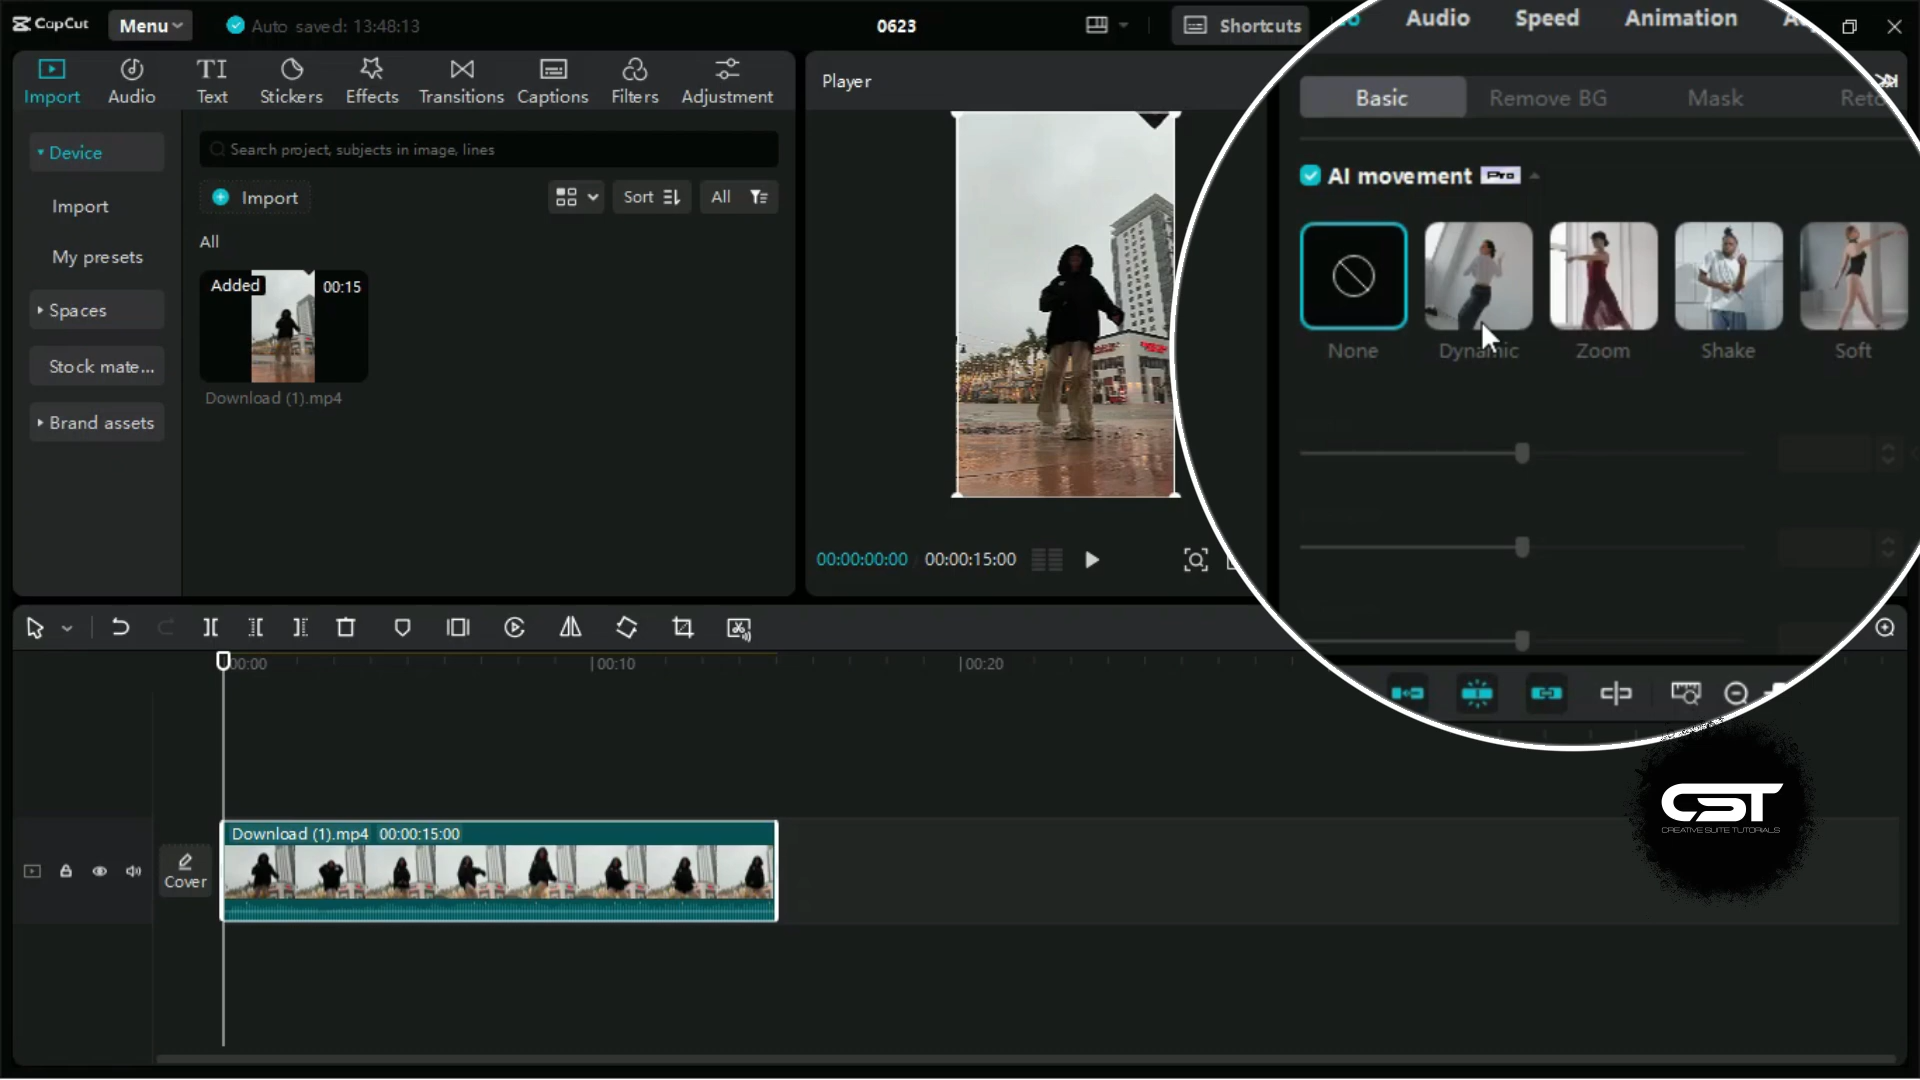 CapCut
Menu
Auto saved: 13:48:13
0623
Shortcuts
Import
Audio
Text
Stickers
Effects
Transitions
Captions
Filters
Adjustment
Device
Import
My presets
Spaces
Stock mate...
Brand assets
Search project, subjects in image, lines
Import
Sort
All
All
Added
00:15
Download (1).mp4
Player
00:00:00:00
00:00:15:00
Audio
Speed
Animation
Basic
Remove BG
Mask
AI movement
Pro
None
Dynamic
Zoom
Shake
Soft
00:00
00:10
00:20
Cover
Download (1).mp4 00:00:15:00
CST
CREATIVE SUITE TUTORIALS